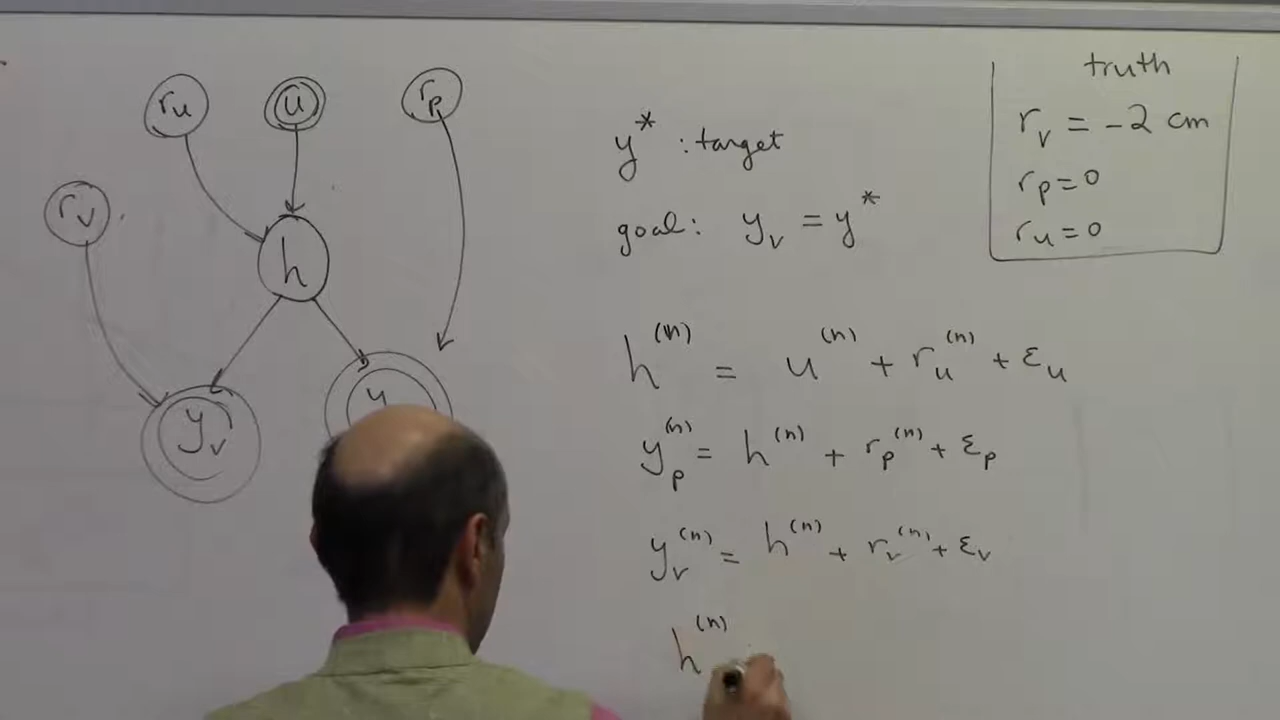 r_u u r_p
r_v
h
y_v y
y* : target
goal: y_v = y*
truth
r_v = -2 cm
r_p = 0
r_u = 0
h^(n) = u^(n) + r_u^(n) + ε_u
y_p^(n) = h^(n) + r_p^(n) + ε_p
y_v^(n) = h^(n) + r_v^(n) + ε_v
h^(n)